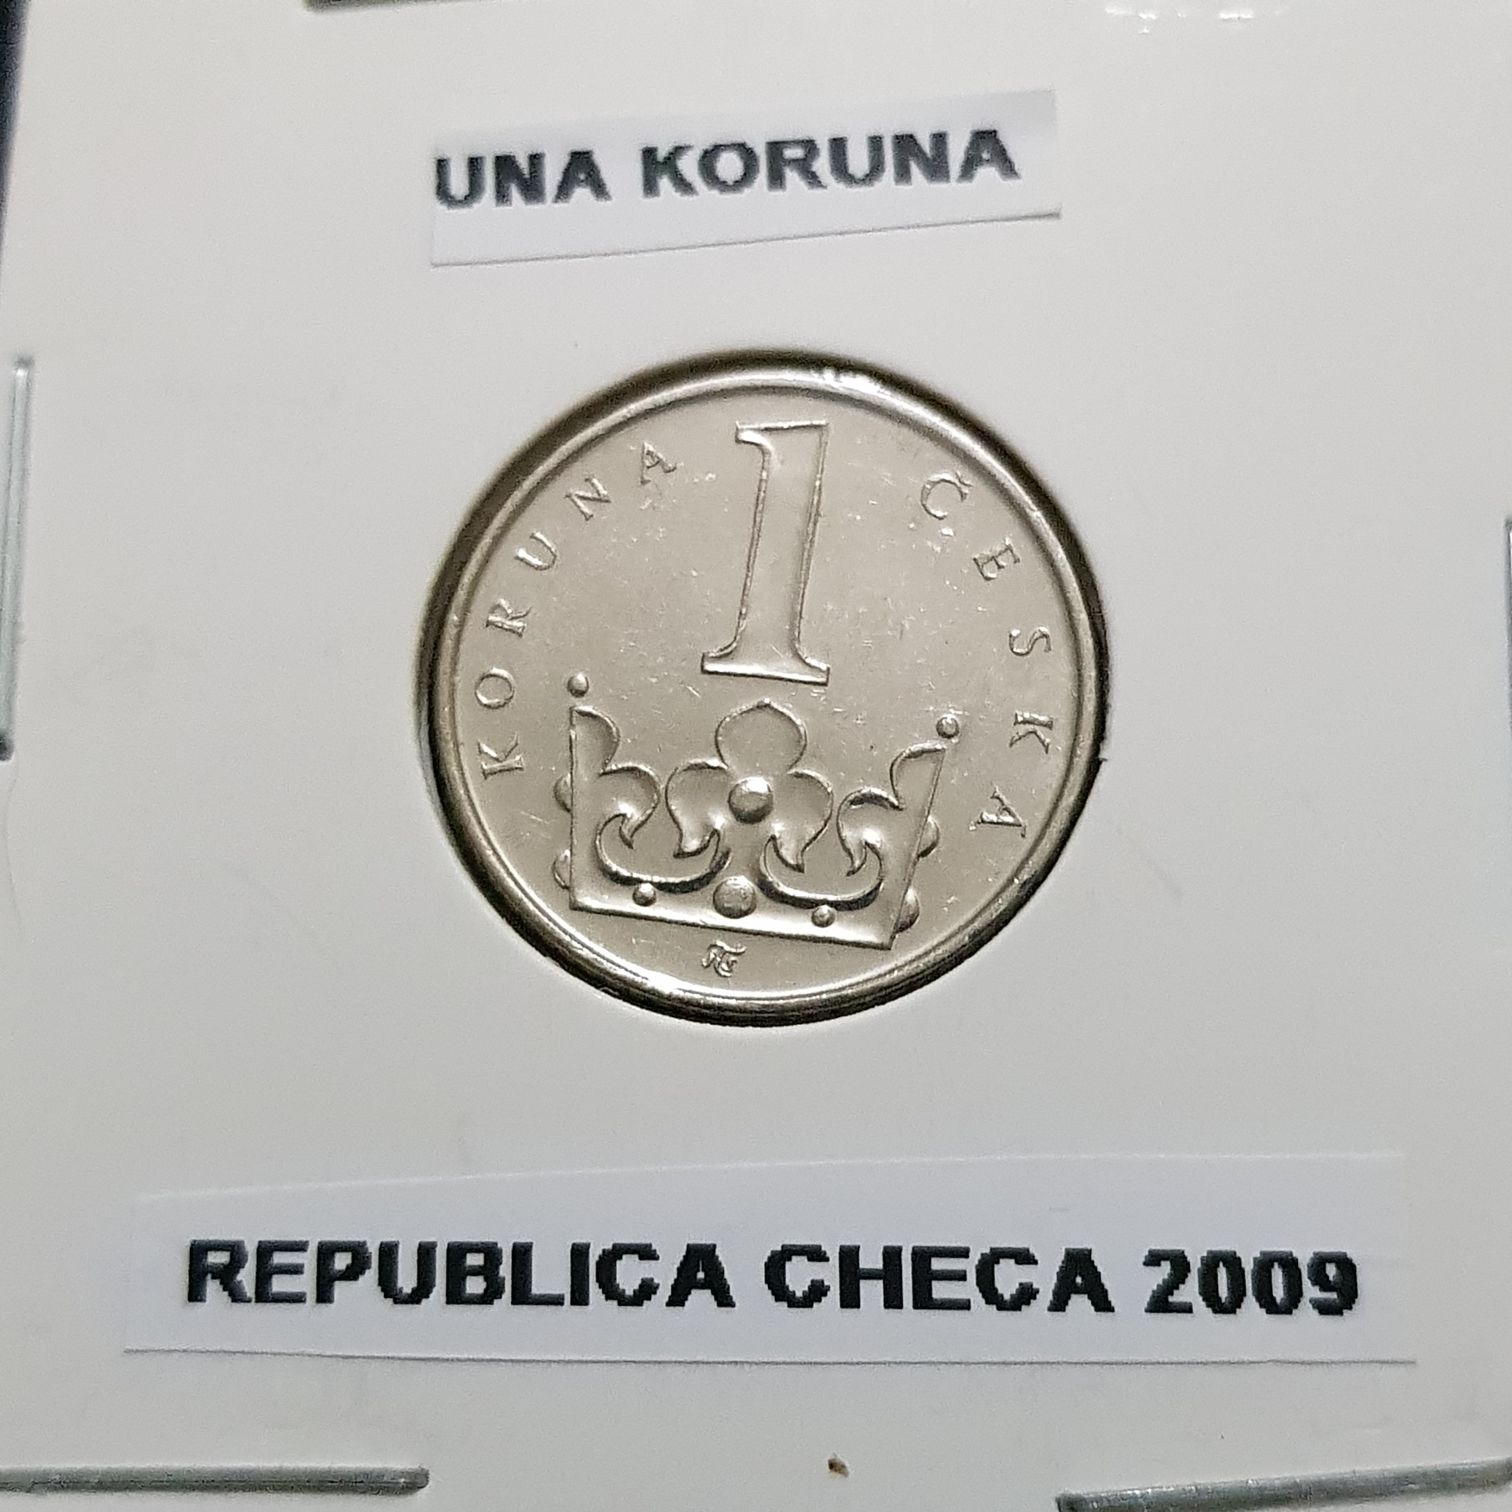 UNA KORUNA
KORUNA 1 ČESKÁ
REPUBLICA CHECA 2009